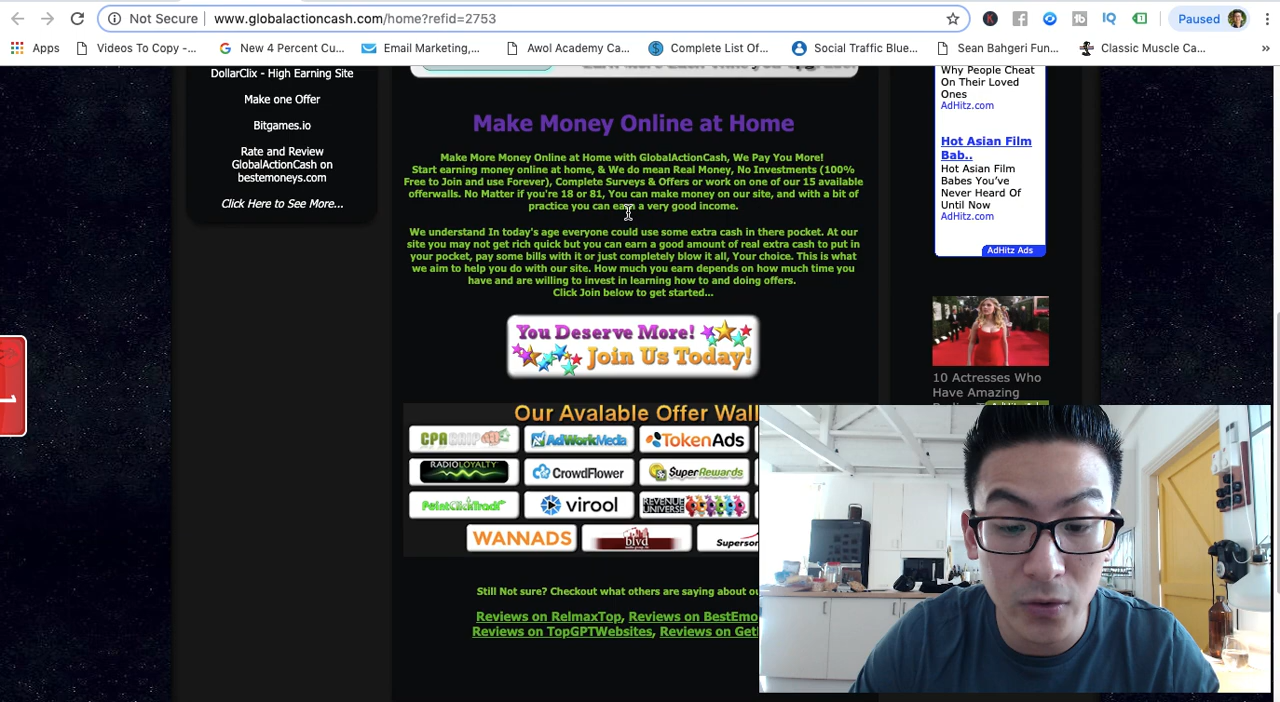 Not Secure
www.globalactioncash.com/home?refid=2753
Paused
Apps
Videos To Copy -...
New 4 Percent Cu...
Email Marketing,...
Awol Academy Ca...
Complete List Of...
Social Traffic Blue...
Sean Bahgeri Fun...
Classic Muscle Ca...
DollarClix - High Earning Site
Make one Offer
Bitgames.io
Rate and Review
GlobalActionCash on
bestemoneys.com
Click Here to See More...
Make Money Online at Home
Make More Money Online at Home with GlobalActionCash, We Pay You More!
Start earning money online at home, & We do mean Real Money, No Investments (100%
Free to Join and use Forever), Complete Surveys & Offers or work on one of our 15 available
offerwalls. No Matter if you're 18 or 81, You can make money on our site, and with a bit of
practice you can earn a very good income.
We understand In today's age everyone could use some extra cash in there pocket. At our
site you may not get rich quick but you can earn a good amount of real extra cash to put in
your pocket, pay some bills with it or just completely blow it all, Your choice. This is what
we aim to help you do with our site. How much you earn depends on how much time you
have and are willing to invest in learning how to and doing offers.
Click Join below to get started...
You Deserve More!
Join Us Today!
Our Avalable Offer Wall
CPAGRIP
AdWorkMedia
TokenAds
RADIOLOYALTY
CrowdFlower
SuperRewards
PointClickTrack
virool
REVENUE
UNIVERSE
WANNADS
blvd
Superson
Still Not sure? Checkout what others are saying about ou
Reviews on RelmaxTop, Reviews on BestEmo
Reviews on TopGPTWebsites, Reviews on Get
Why People Cheat
On Their Loved
Ones
AdHitz.com
Hot Asian Film
Bab..
Hot Asian Film
Babes You've
Never Heard Of
Until Now
AdHitz.com
AdHitz Ads
10 Actresses Who
Have Amazing